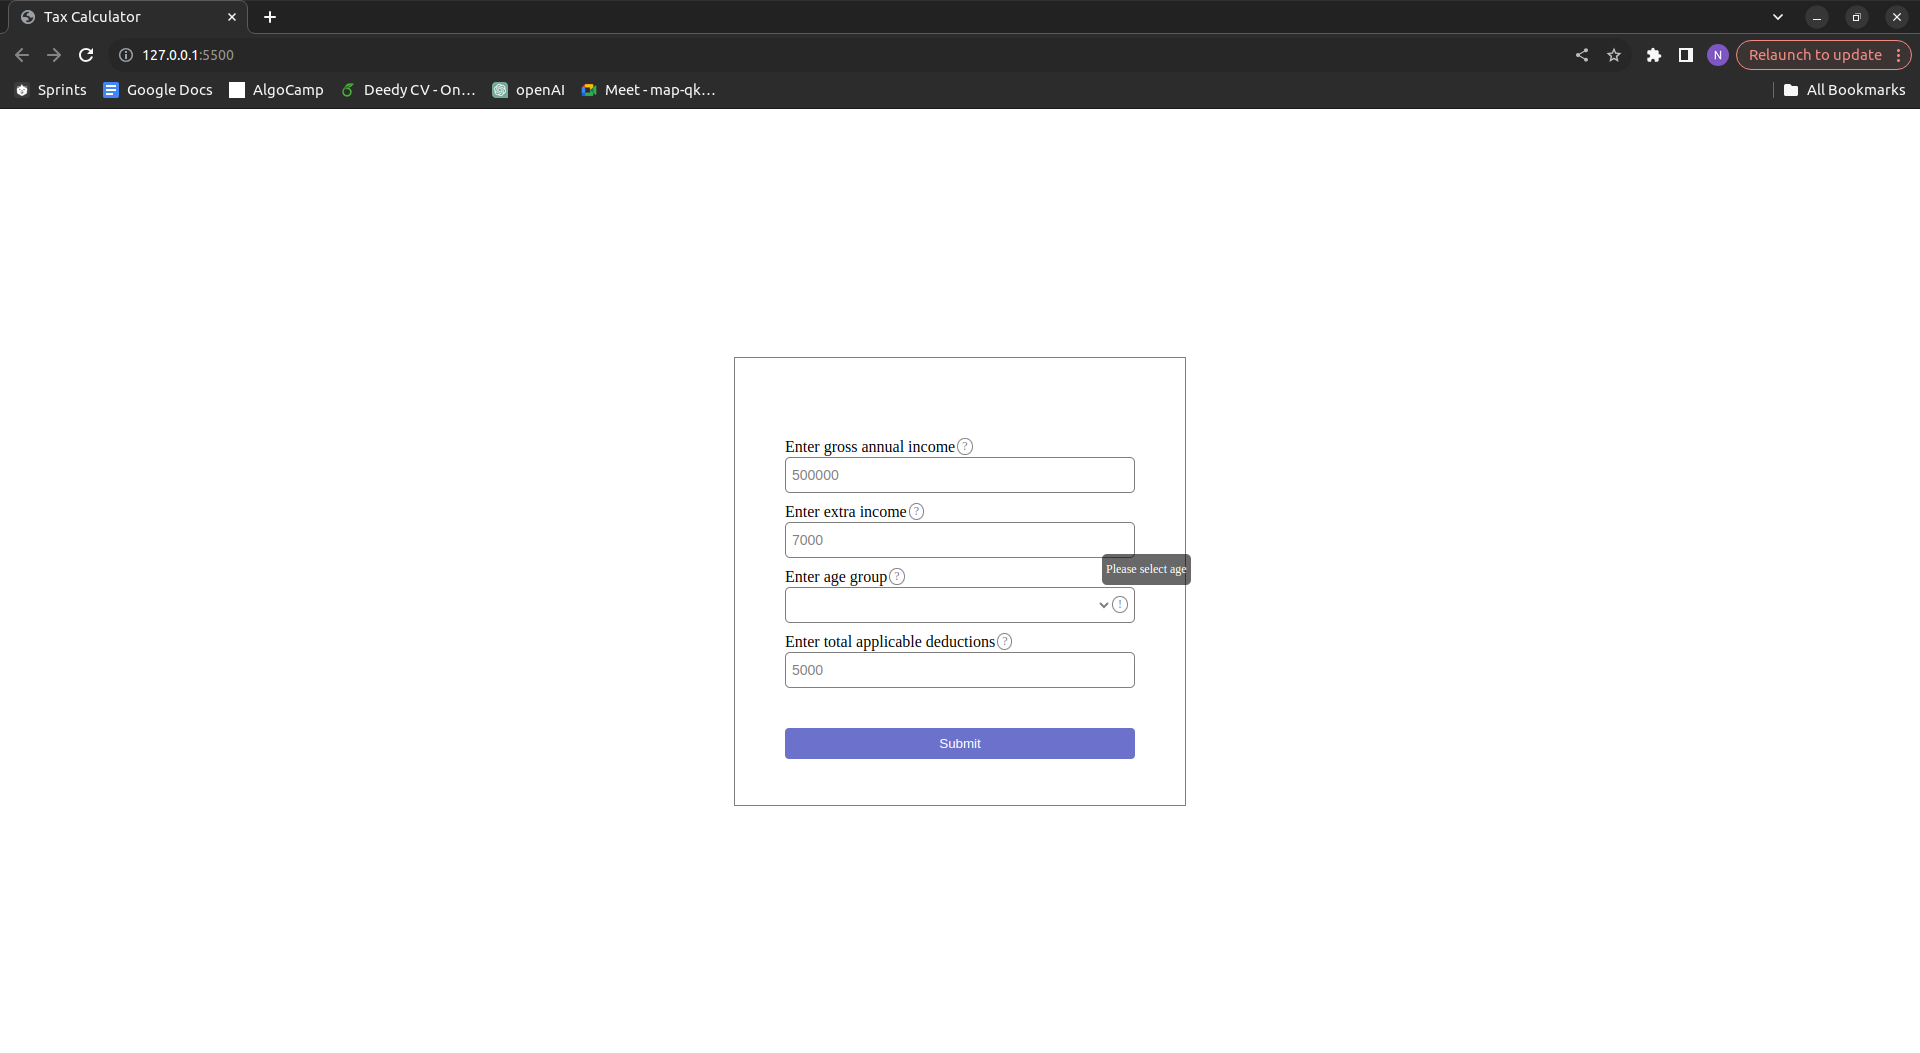 Tax Calculator
127.0.0.1:5500
Relaunch to update
Sprints Google Docs AlgoCamp Deedy CV - On... openAI Meet - map-qk... All Bookmarks
N
Enter gross annual income ?
500000
Enter extra income ?
7000
Please select age
Enter age group ?
!
Enter total applicable deductions ?
5000
Submit